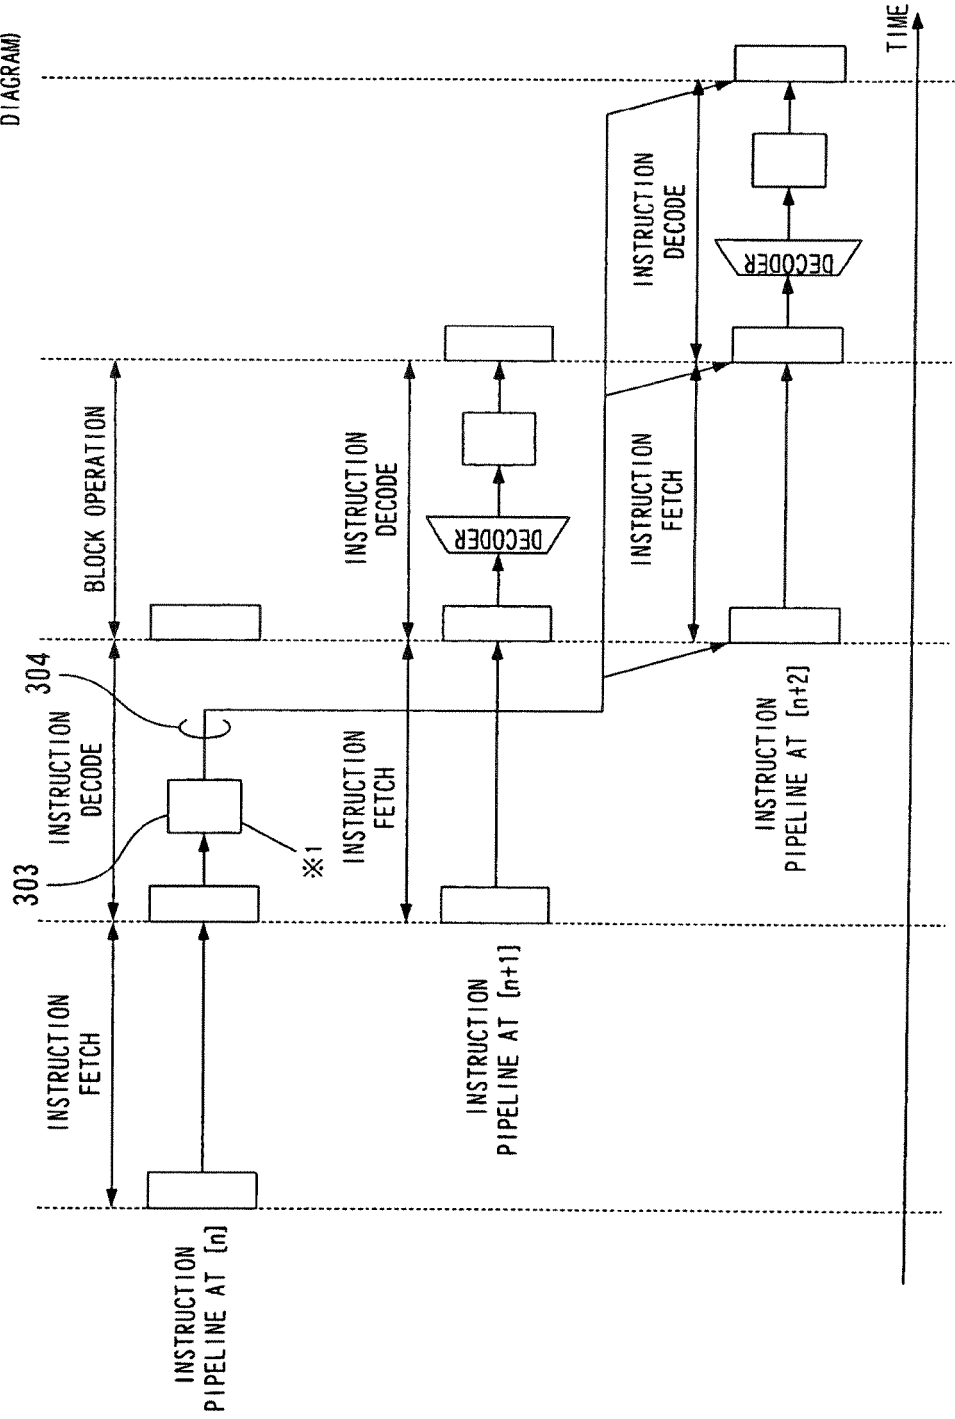 DIAGRAM)
304
303
INSTRUCTION
FETCH
INSTRUCTION
DECODE
BLOCK OPERATION
※1
INSTRUCTION
PIPELINE AT [n]
INSTRUCTION
FETCH
INSTRUCTION
DECODE
DECODER
INSTRUCTION
PIPELINE AT [n+1]
INSTRUCTION
FETCH
INSTRUCTION
DECODE
DECODER
INSTRUCTION
PIPELINE AT [n+2]
TIME